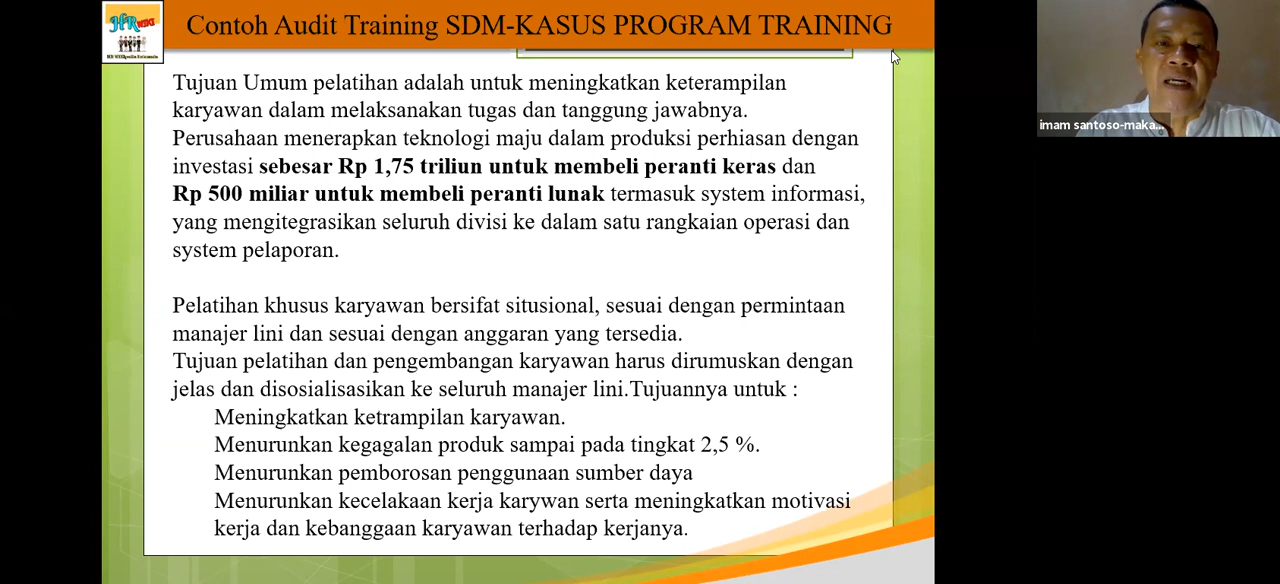 HR WIKI
Contoh Audit Training SDM-KASUS PROGRAM TRAINING
Tujuan Umum pelatihan adalah untuk meningkatkan keterampilan
karyawan dalam melaksanakan tugas dan tanggung jawabnya.
Perusahaan menerapkan teknologi maju dalam produksi perhiasan dengan
investasi sebesar Rp 1,75 triliun untuk membeli peranti keras dan
Rp 500 miliar untuk membeli peranti lunak termasuk system informasi,
yang mengitegrasikan seluruh divisi ke dalam satu rangkaian operasi dan
system pelaporan.
Pelatihan khusus karyawan bersifat situsional, sesuai dengan permintaan
manajer lini dan sesuai dengan anggaran yang tersedia.
Tujuan pelatihan dan pengembangan karyawan harus dirumuskan dengan
jelas dan disosialisasikan ke seluruh manajer lini.Tujuannya untuk :
Meningkatkan ketrampilan karyawan.
Menurunkan kegagalan produk sampai pada tingkat 2,5 %.
Menurunkan pemborosan penggunaan sumber daya
Menurunkan kecelakaan kerja karywan serta meningkatkan motivasi
kerja dan kebanggaan karyawan terhadap kerjanya.
imam santoso-maka...